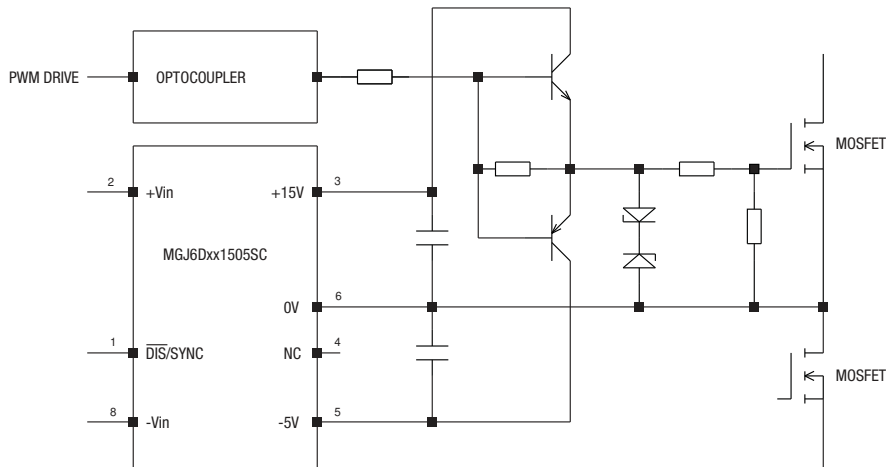 PWM DRIVE
OPTOCOUPLER
MOSFET
2
+Vin
+15V
3
MGJ6Dxx1505SC
0V
6
1
DIS/SYNC
NC
4
MOSFET
8
-Vin
-5V
5